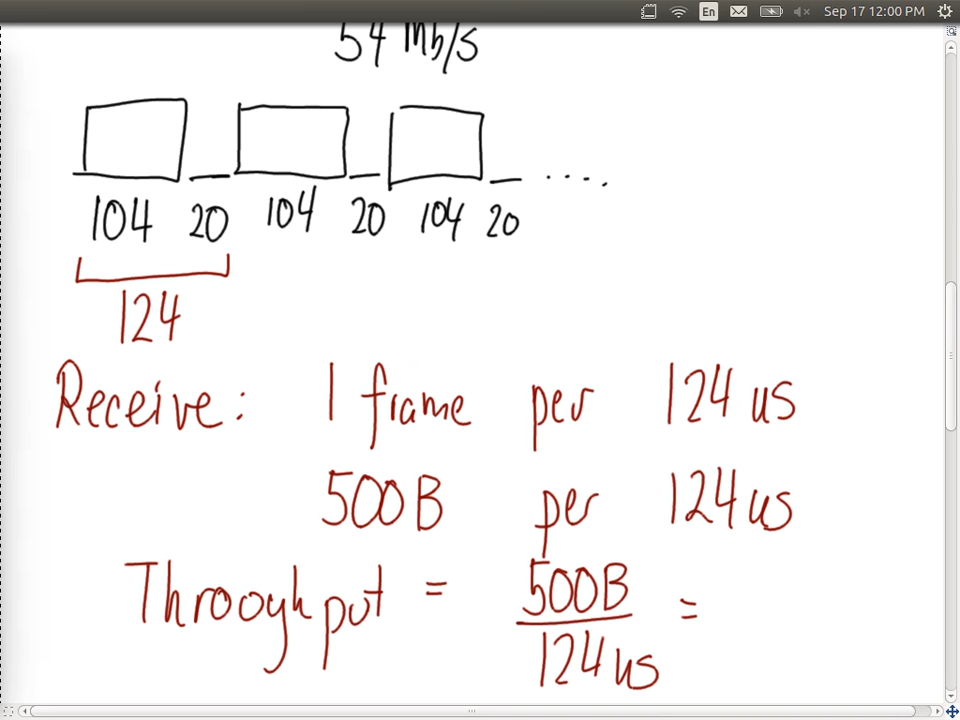 En Sep 17 12:00 PM
54 Mb/s
104 20 104 20 104 20 ....
124
Receive: 1 frame per 124 us
500B per 124 us
Throughput = 500B / 124 us =